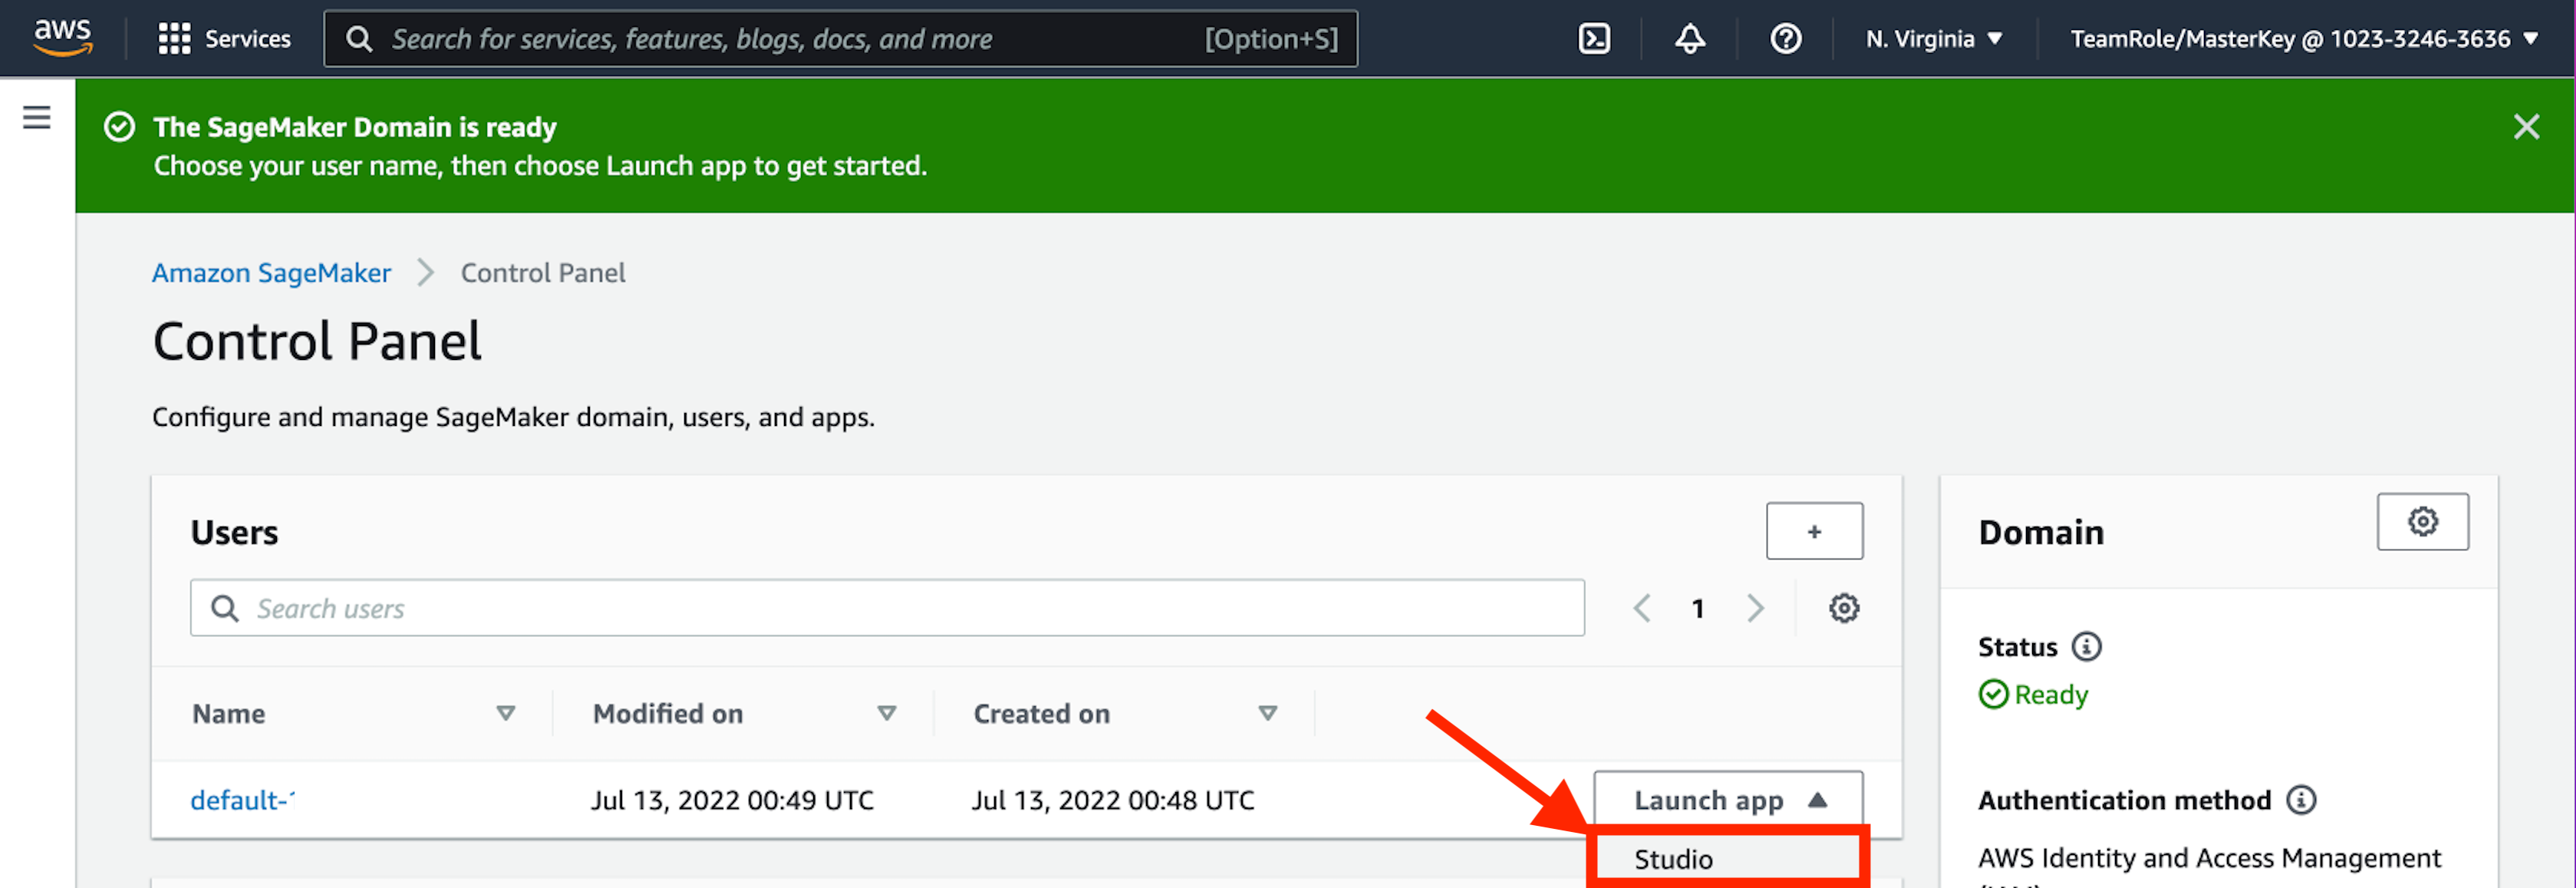 aws
Services
Search for services, features, blogs, docs, and more
[Option+S]
N. Virginia
TeamRole/MasterKey @ 1023-3246-3636
The SageMaker Domain is ready
Choose your user name, then choose Launch app to get started.
Amazon SageMaker
Control Panel
Control Panel
Configure and manage SageMaker domain, users, and apps.
Users
+
Search users
1
Name
Modified on
Created on
default-
Jul 13, 2022 00:49 UTC
Jul 13, 2022 00:48 UTC
Launch app
Studio
Domain
Status
Ready
Authentication method
AWS Identity and Access Management